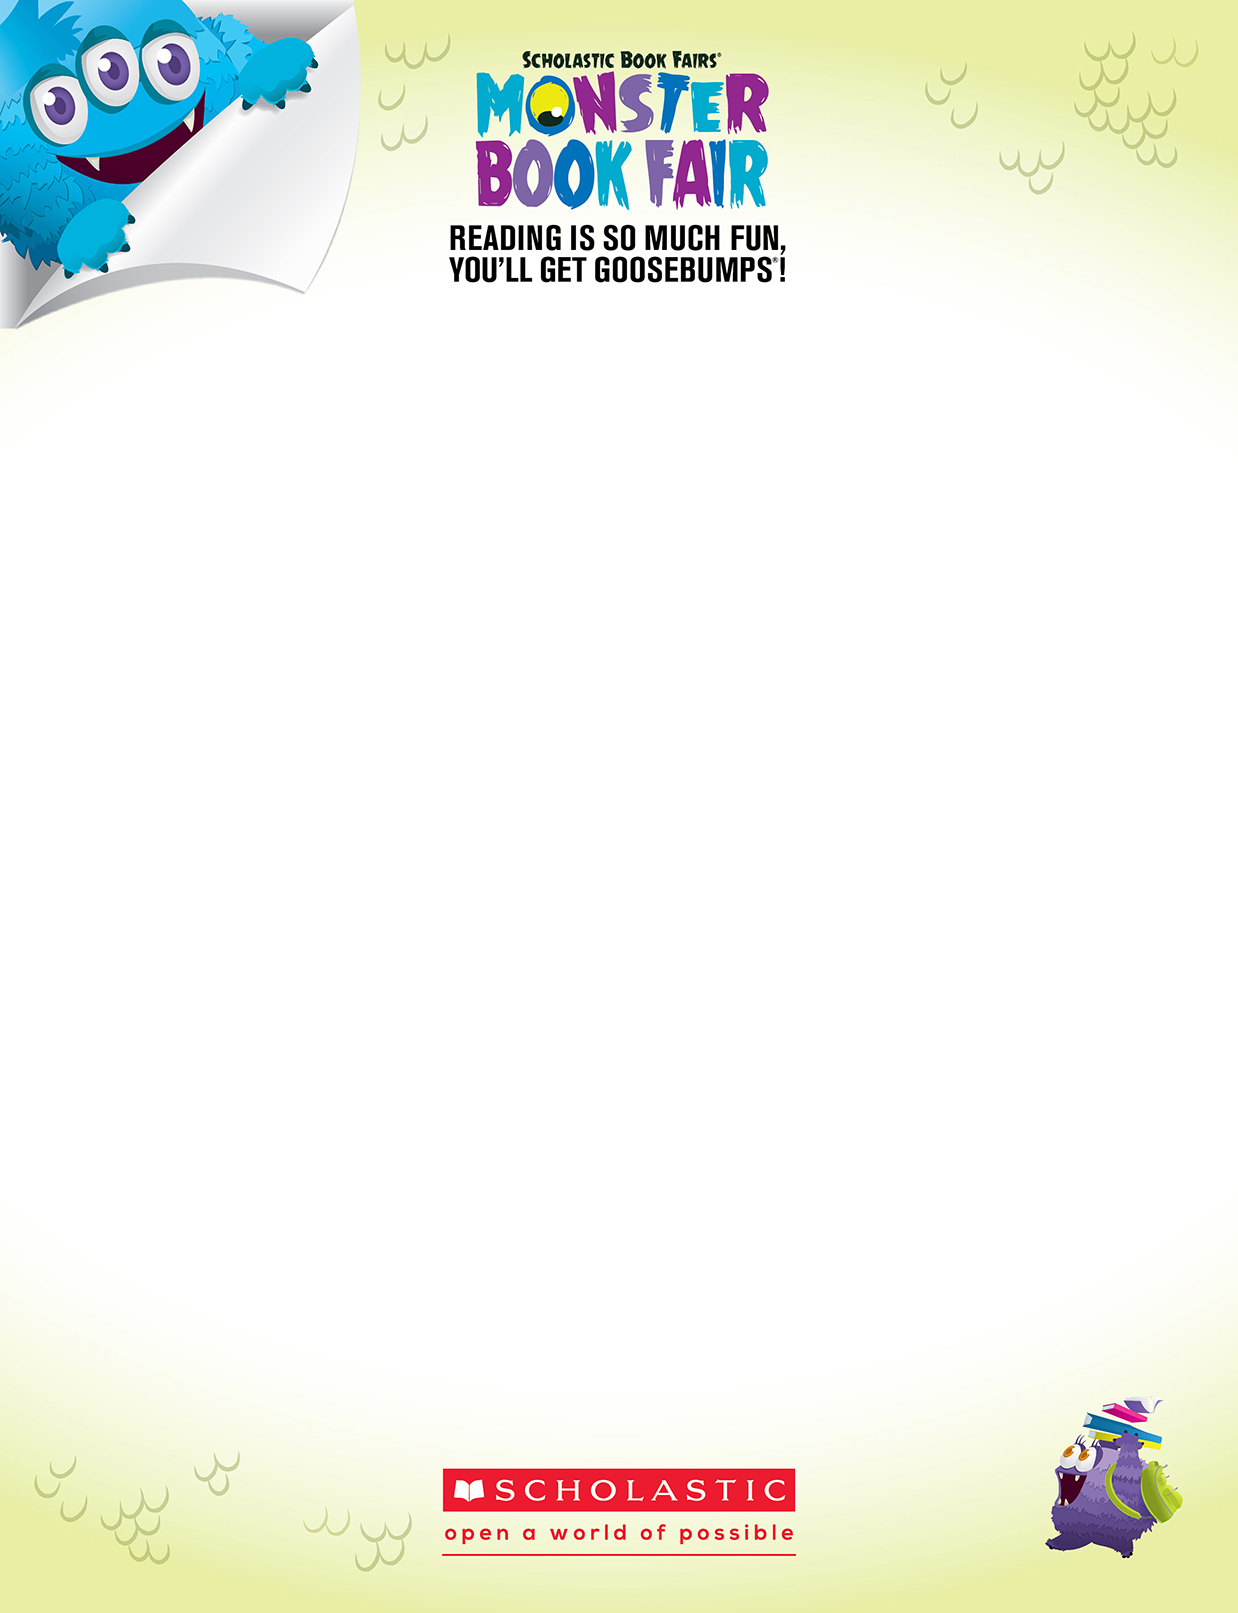 SCHOLASTIC BOOK FAIRS®
MONSTER
BOOK FAIR
READING IS SO MUCH FUN,
YOU'LL GET GOOSEBUMPS®!
SCHOLASTIC
open a world of possible